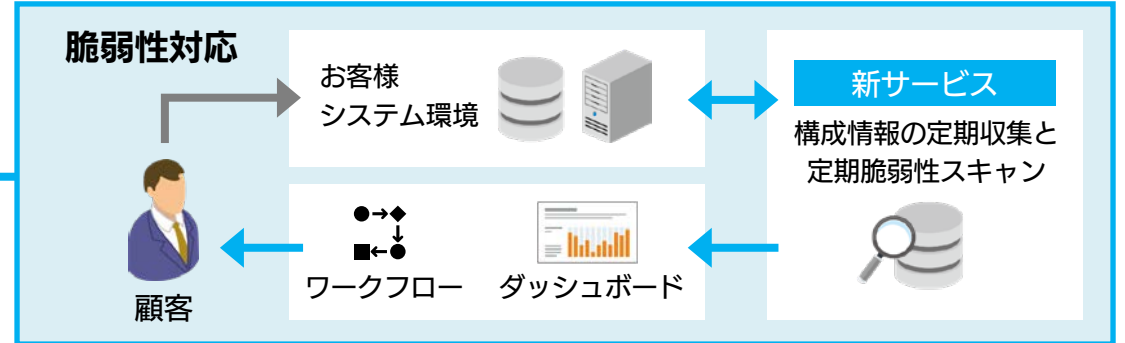 脆弱性対応
お客様
システム環境
新サービス
構成情報の定期収集と
定期脆弱性スキャン
ワークフロー
ダッシュボード
顧客